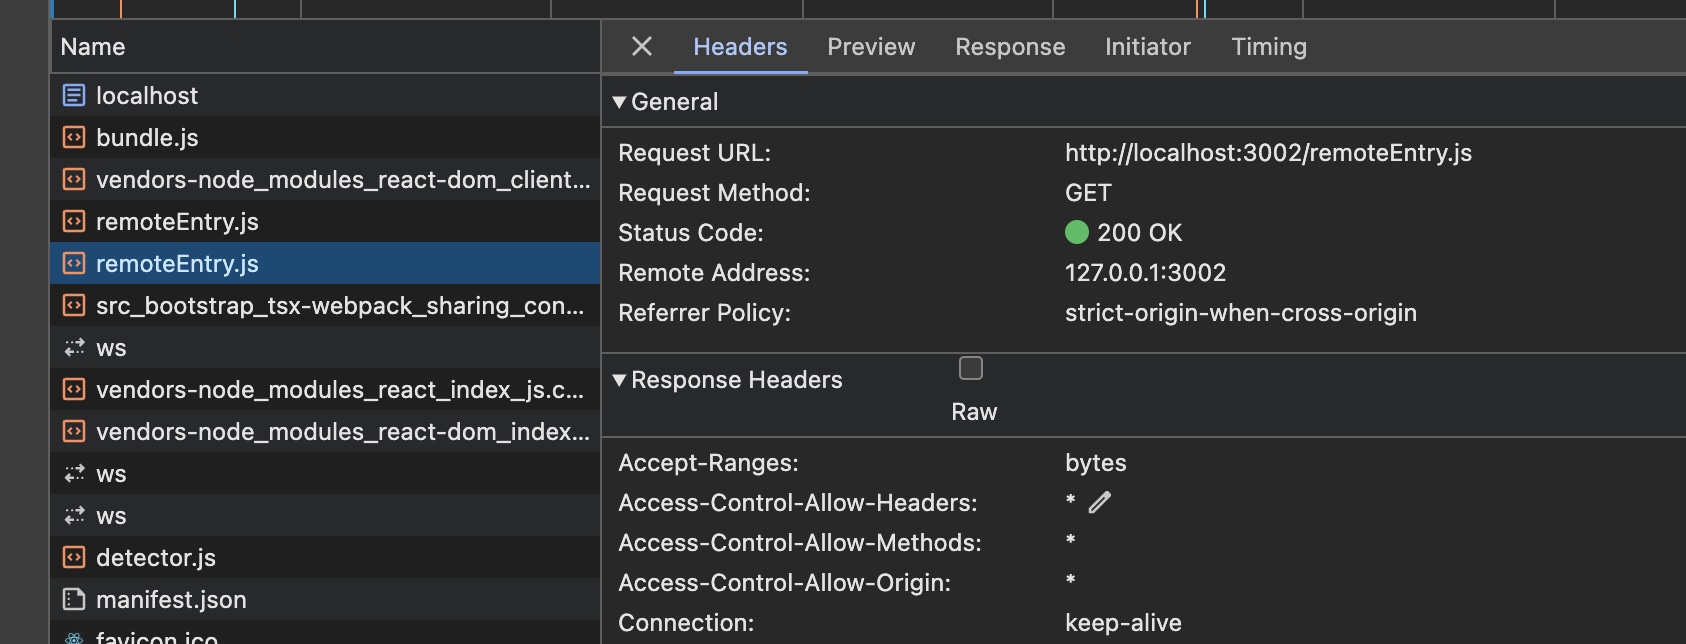 Name
localhost
bundle.js
vendors-node_modules_react-dom_client...
remoteEntry.js
remoteEntry.js
src_bootstrap_tsx-webpack_sharing_con...
ws
vendors-node_modules_react_index_js.c...
vendors-node_modules_react-dom_index...
ws
ws
detector.js
manifest.json
favicon.ico
Headers Preview Response Initiator Timing
General
Request URL: http://localhost:3002/remoteEntry.js
Request Method: GET
Status Code: 200 OK
Remote Address: 127.0.0.1:3002
Referrer Policy: strict-origin-when-cross-origin
Response Headers
Raw
Accept-Ranges: bytes
Access-Control-Allow-Headers: *
Access-Control-Allow-Methods: *
Access-Control-Allow-Origin: *
Connection: keep-alive